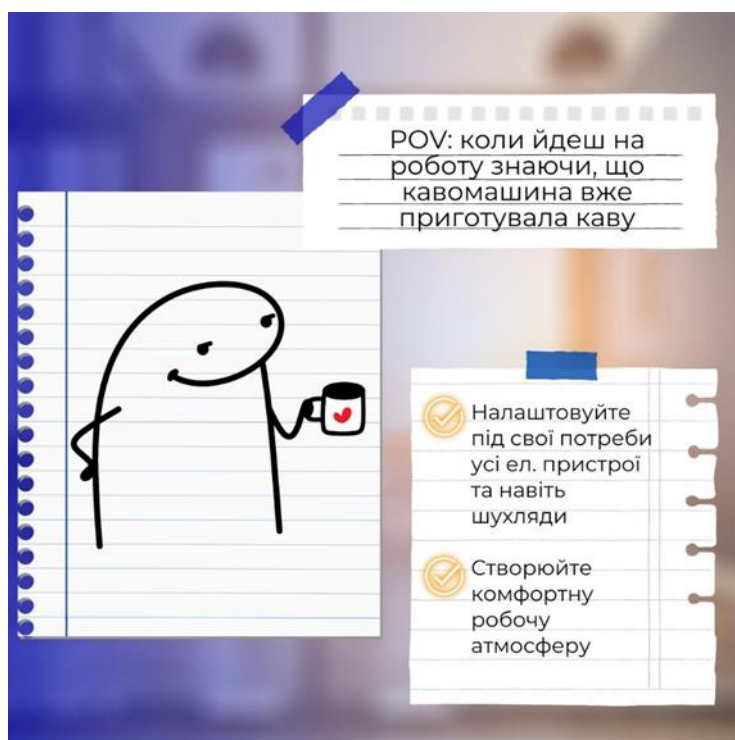 POV: коли йдеш на
роботу знаючи, що
кавомашина вже
приготувала каву
Налаштовуйте
під свої потреби
усі ел. пристрої
та навіть
шухляди
Створюйте
комфортну
робочу
атмосферу